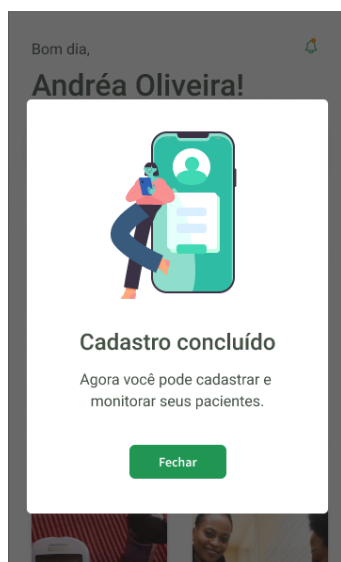 Bom dia,
Andréa Oliveira!
Cadastro concluído
Agora você pode cadastrar e
monitorar seus pacientes.
Fechar